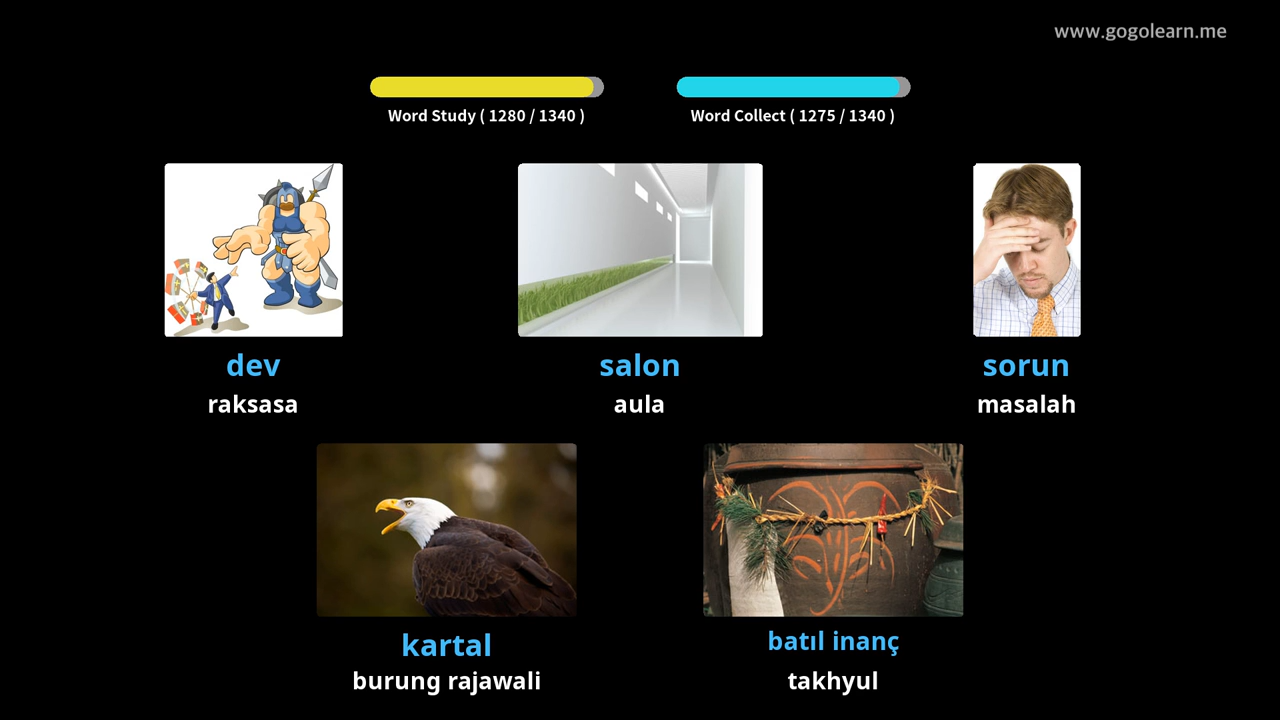 www.gogolearn.me
Word Study ( 1280 / 1340 )
Word Collect ( 1275 / 1340 )
dev
raksasa
salon
aula
sorun
masalah
kartal
burung rajawali
batıl inanç
takhyul